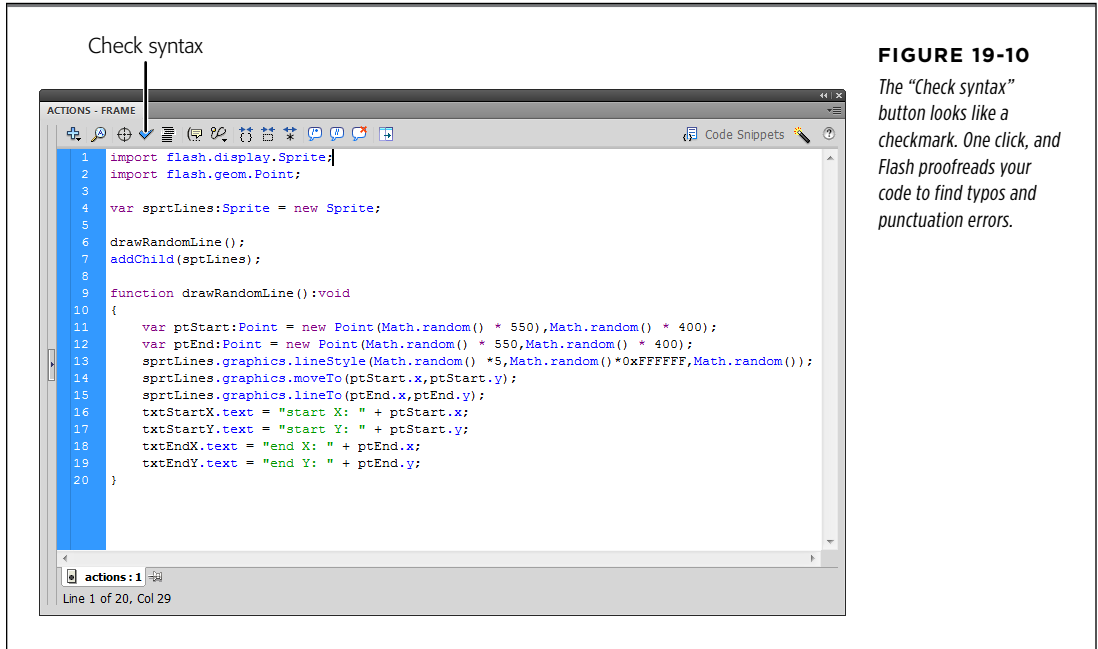 Check syntax
ACTIONS - FRAME
Code Snippets
1 import flash.display.Sprite;
2 import flash.geom.Point;
3
4 var sprtLines:Sprite = new Sprite;
5
6 drawRandomLine();
7 addChild(sptLines);
8
9 function drawRandomLine():void
10 {
11 var ptStart:Point = new Point(Math.random() * 550),Math.random() * 400);
12 var ptEnd:Point = new Point(Math.random() * 550,Math.random() * 400);
13 sprtLines.graphics.lineStyle(Math.random() *5,Math.random()*0xFFFFFF,Math.random());
14 sprtLines.graphics.moveTo(ptStart.x,ptStart.y);
15 sprtLines.graphics.lineTo(ptEnd.x,ptEnd.y);
16 txtStartX.text = "start X: " + ptStart.x;
17 txtStartY.text = "start Y: " + ptStart.y;
18 txtEndX.text = "end X: " + ptEnd.x;
19 txtEndY.text = "end Y: " + ptEnd.y;
20 }
actions : 1
Line 1 of 20, Col 29
FIGURE 19-10
The "Check syntax"
button looks like a
checkmark. One click, and
Flash proofreads your
code to find typos and
punctuation errors.